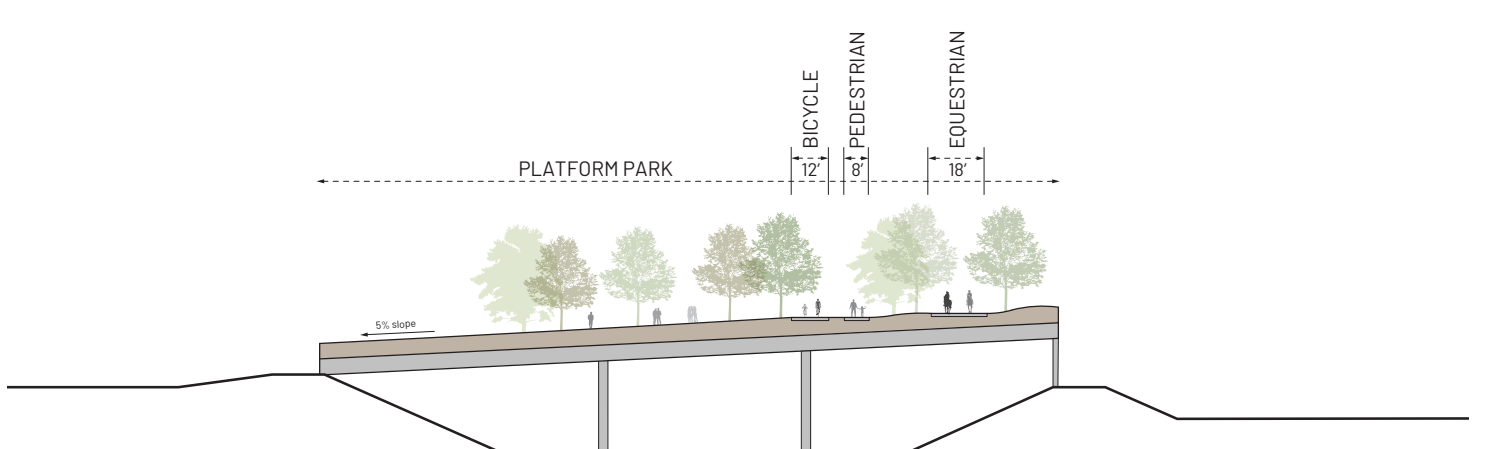 BICYCLE
PEDESTRIAN
EQUESTRIAN
PLATFORM PARK
12’
8’
18’
5% slope